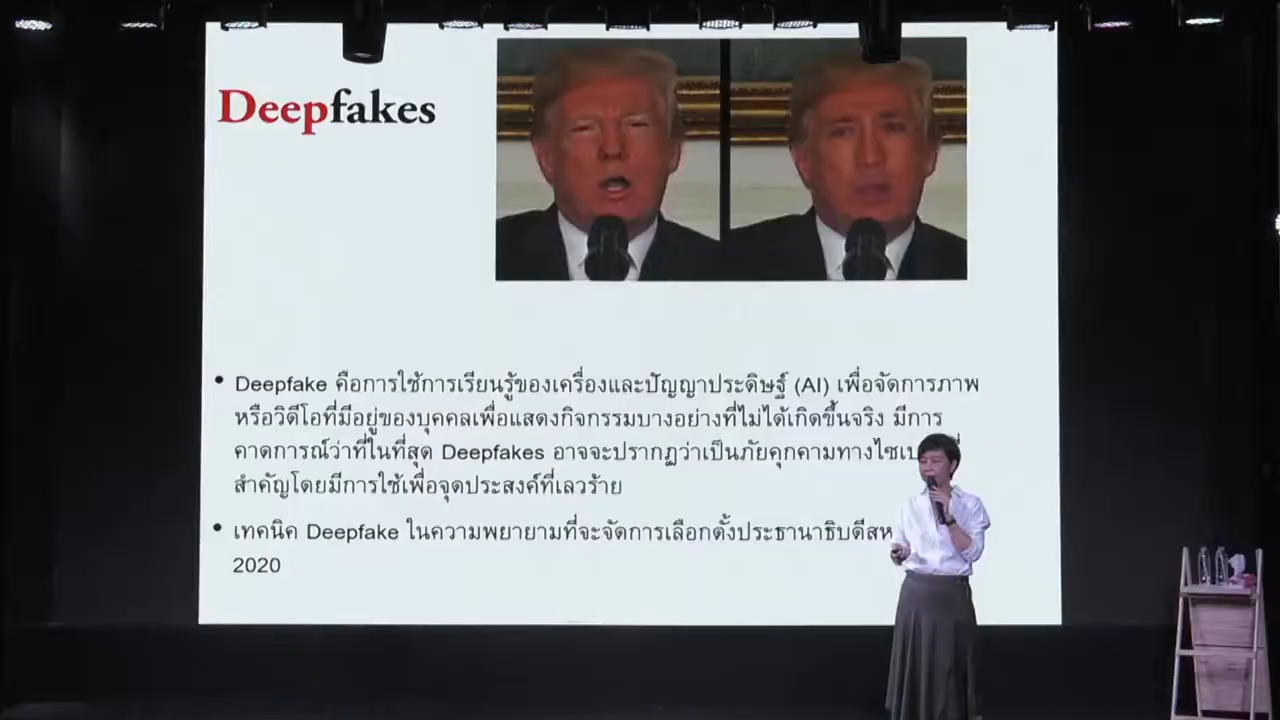 Deepfakes
• Deepfake คือการใช้การเรียนรู้ของเครื่องและปัญญาประดิษฐ์ (AI) เพื่อจัดการภาพ
หรือวิดีโอที่มีอยู่ของบุคคลเพื่อแสดงกิจกรรมบางอย่างที่ไม่ได้เกิดขึ้นจริง มีการ
คาดการณ์ว่าที่ในที่สุด Deepfakes อาจจะปรากฏว่าเป็นภัยคุกคามทาง
สำคัญโดยมีการใช้เพื่อจุดประสงค์ที่เลวร้าย
• เทคนิค Deepfake ในความพยายามที่จะจัดการเลือกตั้งประธานาธิบดี
2020